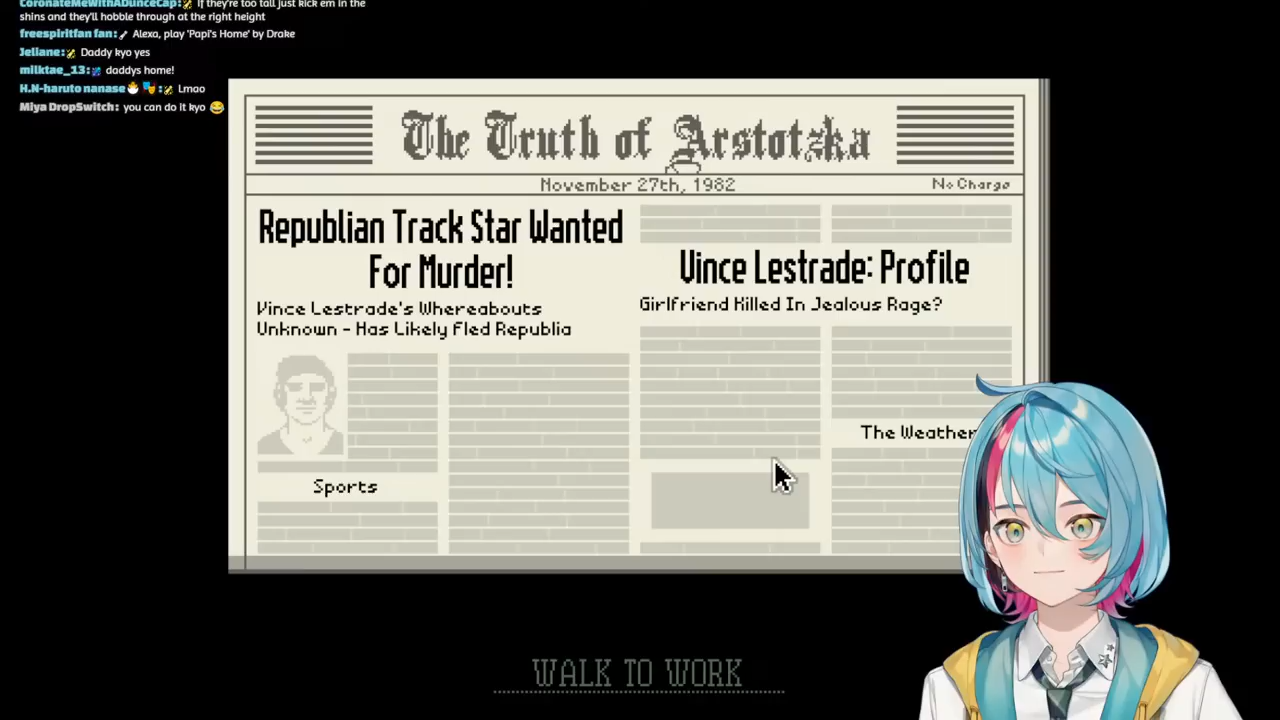 CoronateMeWithADunceCap: If they're too tall just kick em in the
shins and they'll hobble through at the right height
freespiritfan fan: Alexa, play 'Papi's Home' by Drake
Jeliane: Daddy kyo yes
milktae_13: daddys home!
H.N-haruto nanase: Lmao
Miya DropSwitch: you can do it kyo
The Truth of Arstotzka
November 27th, 1982
No Charge
Republian Track Star Wanted
For Murder!
Vince Lestrade's Whereabouts
Unknown - Has Likely Fled Republia
Sports
Vince Lestrade: Profile
Girlfriend Killed In Jealous Rage?
The Weather
WALK TO WORK